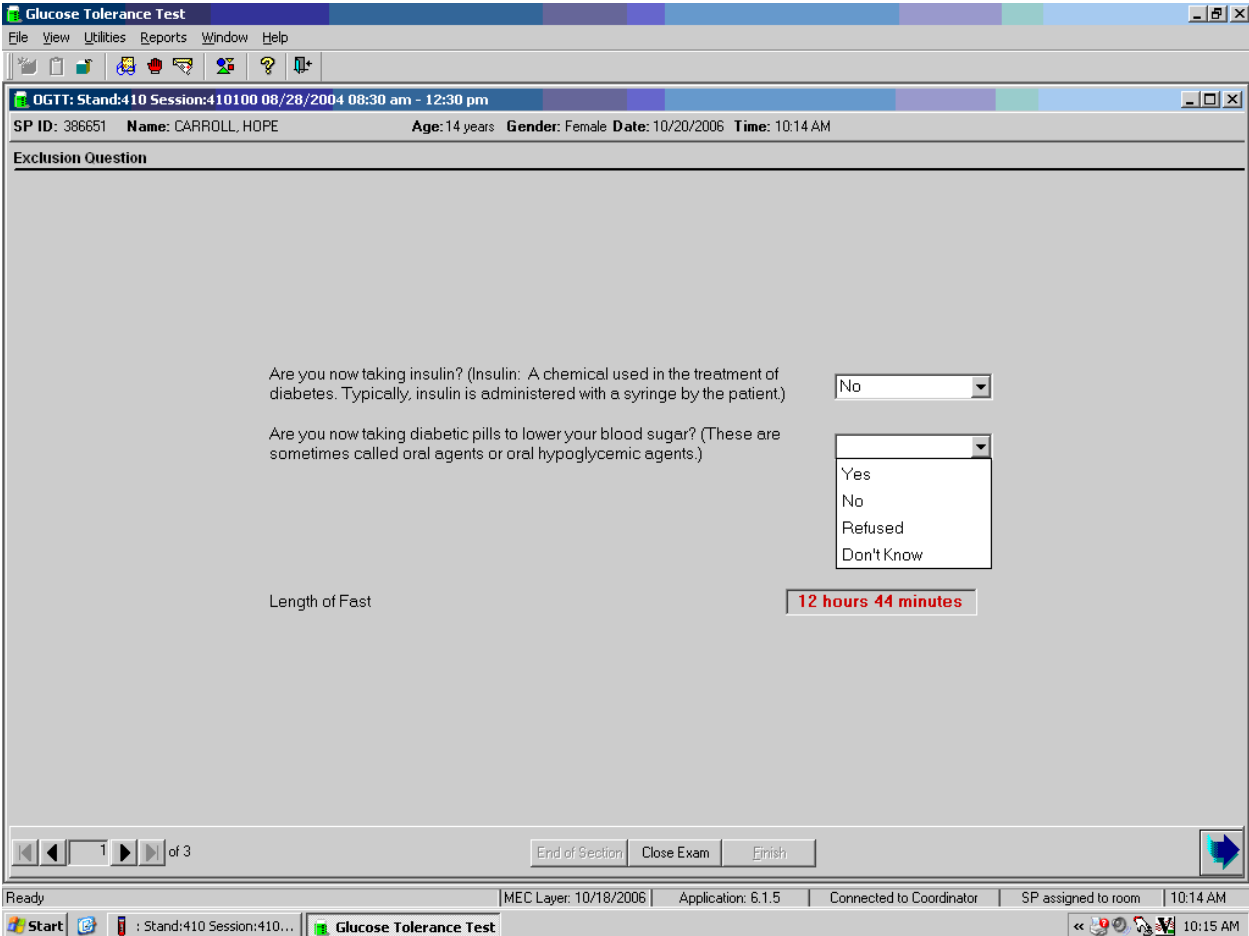 Glucose Tolerance Test
File View Utilities Reports Window Help
OGTT: Stand:410 Session:410100 08/28/2004 08:30 am - 12:30 pm
SP ID: 386651 Name: CARROLL, HOPE Age: 14 years Gender: Female Date: 10/20/2006 Time: 10:14 AM
Exclusion Question
Are you now taking insulin? (Insulin: A chemical used in the treatment of
diabetes. Typically, insulin is administered with a syringe by the patient.)
No
Are you now taking diabetic pills to lower your blood sugar? (These are
sometimes called oral agents or oral hypoglycemic agents.)
Yes
No
Refused
Don't Know
Length of Fast
12 hours 44 minutes
1 of 3
End of Section Close Exam Finish
Ready MEC Layer: 10/18/2006 Application: 6.1.5 Connected to Coordinator SP assigned to room 10:14 AM
Start : Stand:410 Session:410... Glucose Tolerance Test « 10:15 AM